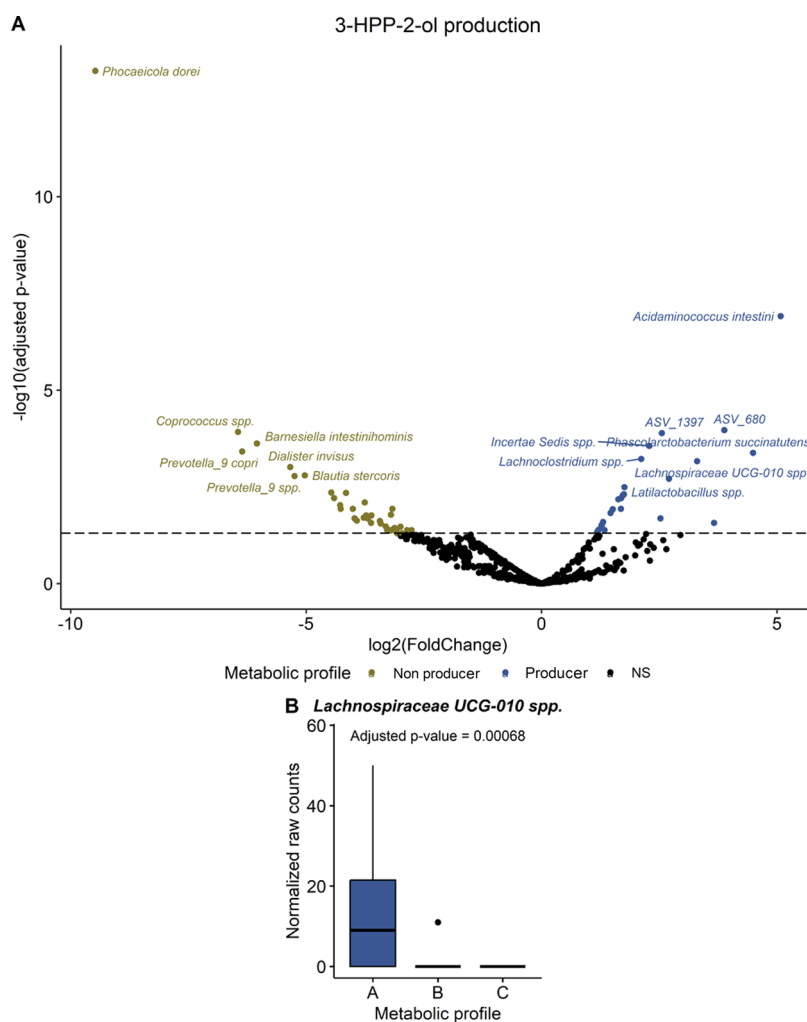 A
3-HPP-2-ol production
Phocaeicola dorei
10
-log10(adjusted p-value)
Acidaminococcus intestini
5
Coprococcus spp.
ASV_1397
ASV_680
Barnesiella intestinihominis
Incertae Sedis spp.
Phascolarctobacterium succinatutens
Prevotella_9 copri
Dialister invisus
Lachnoclostridium spp.
Blautia stercoris
Lachnospiraceae UCG-010 spp.
Prevotella_9 spp.
Latilactobacillus spp.
0
-10
-5
0
5
log2(FoldChange)
Metabolic profile
Non producer
Producer
NS
B
Lachnospiraceae UCG-010 spp.
60
Adjusted p-value = 0.00068
Normalized raw counts
40
20
0
A
B
C
Metabolic profile